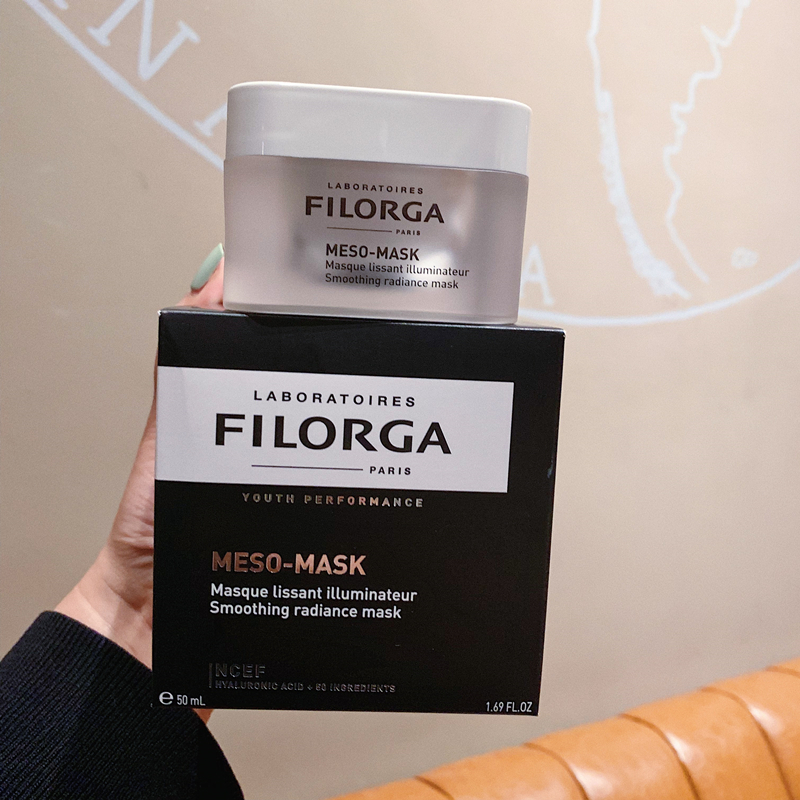 LABORATOIRES
FILORGA
PARIS
MESO-MASK
Masque lissant illuminateur
Smoothing radiance mask
LABORATOIRES
FILORGA
PARIS
YOUTH PERFORMANCE
MESO-MASK
Masque lissant illuminateur
Smoothing radiance mask
NCEF
HYALURONIC ACID + 50 INGREDIENTS
℮ 50 mL
1.69 FL.OZ